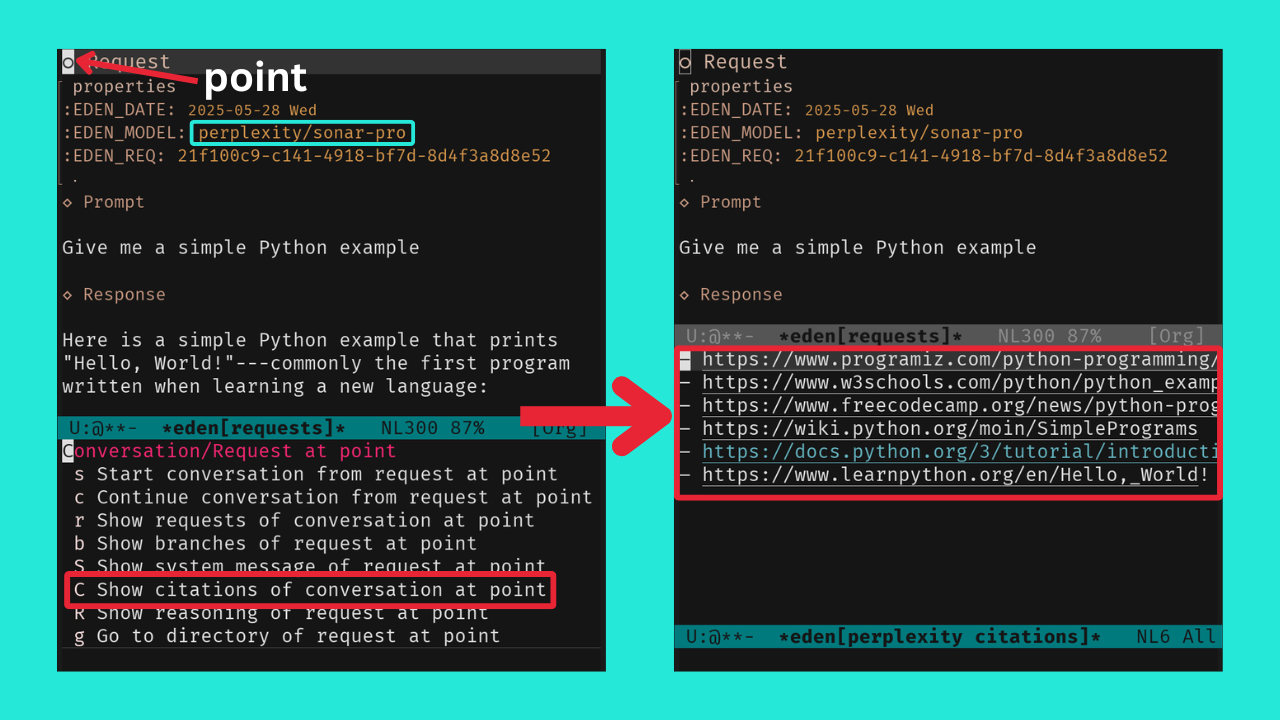 Request
point
properties
:EDEN_DATE: 2025-05-28 Wed
:EDEN_MODEL: perplexity/sonar-pro
:EDEN_REQ: 21f100c9-c141-4918-bf7d-8d4f3a8d8e52
.
◇ Prompt
Give me a simple Python example
◇ Response
Here is a simple Python example that prints
"Hello, World!"---commonly the first program
written when learning a new language:
U:@**-  *eden[requests]*   NL300 87%    [Org]
Conversation/Request at point
s Start conversation from request at point
c Continue conversation from request at point
r Show requests of conversation at point
b Show branches of request at point
S Show system message of request at point
C Show citations of conversation at point
R Show reasoning of request at point
g Go to directory of request at point
Request
properties
:EDEN_DATE: 2025-05-28 Wed
:EDEN_MODEL: perplexity/sonar-pro
:EDEN_REQ: 21f100c9-c141-4918-bf7d-8d4f3a8d8e52
.
◇ Prompt
Give me a simple Python example
◇ Response
U:@**-  *eden[requests]*   NL300 87%    [Org]
https://www.programiz.com/python-programming/
– https://www.w3schools.com/python/python_examp
– https://www.freecodecamp.org/news/python-prog
– https://wiki.python.org/moin/SimplePrograms
– https://docs.python.org/3/tutorial/introducti
– https://www.learnpython.org/en/Hello,_World!
U:@**-  *eden[perplexity citations]*   NL6 All